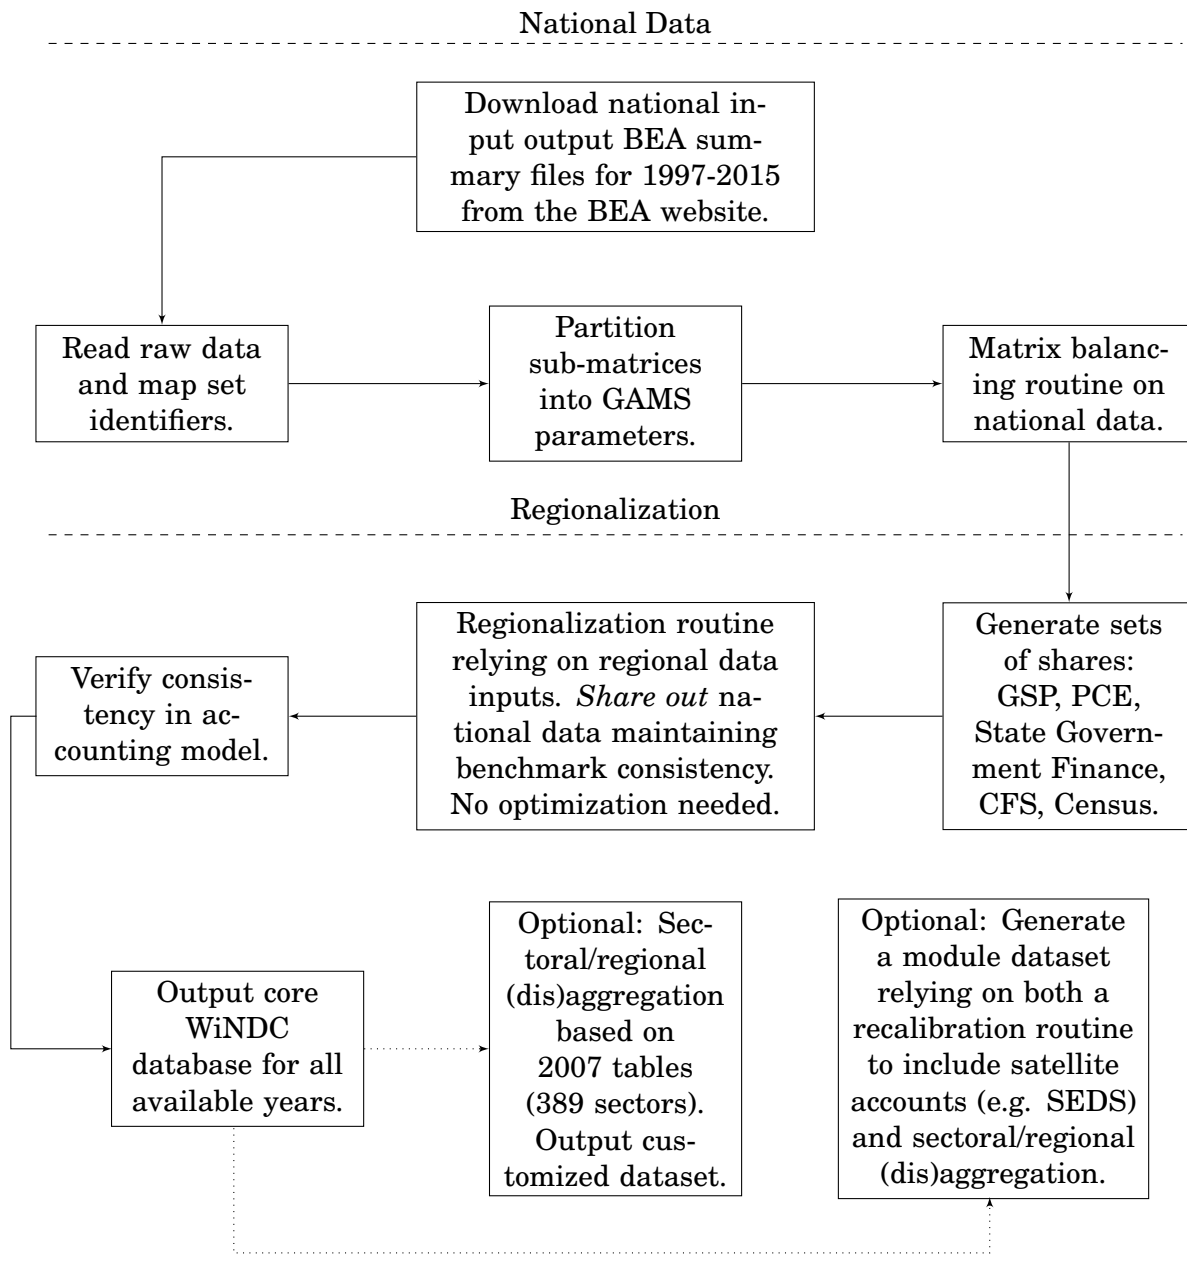 National Data
Download national in-
put output BEA sum-
mary files for 1997-2015
from the BEA website.
Read raw data
and map set
identifiers.
Partition
sub-matrices
into GAMS
parameters.
Matrix balanc-
ing routine on
national data.
Regionalization
Generate sets
of shares:
GSP, PCE,
State Govern-
ment Finance,
CFS, Census.
Regionalization routine
relying on regional data
inputs. Share out na-
tional data maintaining
benchmark consistency.
No optimization needed.
Verify consis-
tency in ac-
counting model.
Output core
WiNDC
database for all
available years.
Optional: Sec-
toral/regional
(dis)aggregation
based on
2007 tables
(389 sectors).
Output cus-
tomized dataset.
Optional: Generate
a module dataset
relying on both a
recalibration routine
to include satellite
accounts (e.g. SEDS)
and sectoral/regional
(dis)aggregation.